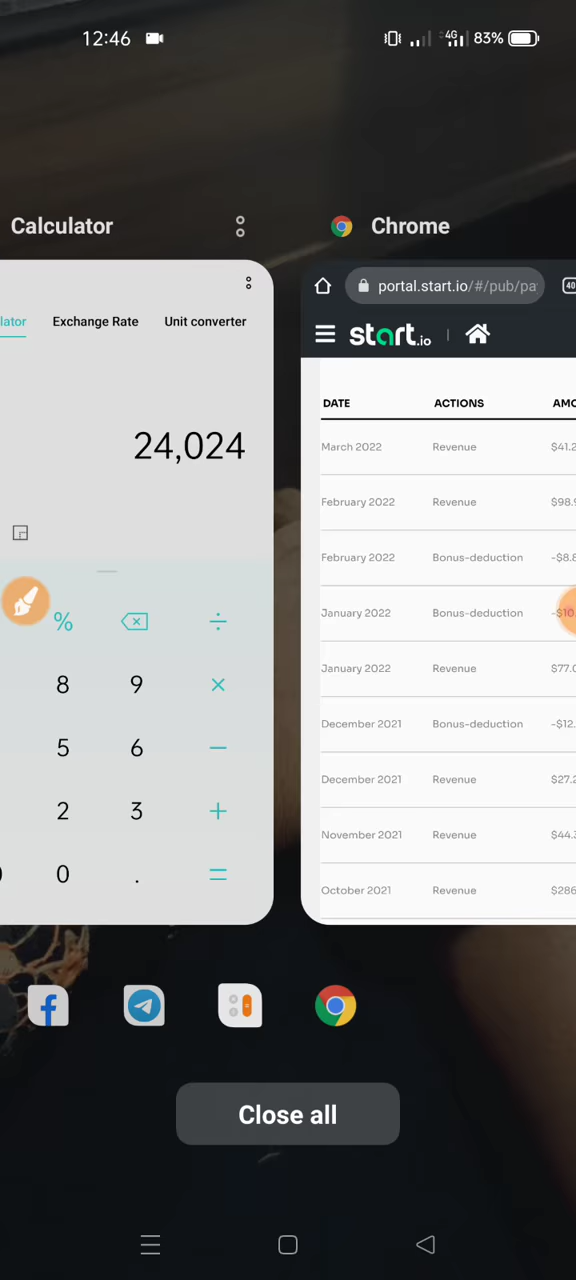 12:46 4G 83%
Calculator Chrome
40
portal.start.io/#/pub/pa
lator Exchange Rate Unit converter
start.io
24,024
DATE ACTIONS AMO
March 2022 Revenue $41.2
February 2022 Revenue $98.9
February 2022 Bonus-deduction -$8.8
January 2022 Bonus-deduction -$10.
January 2022 Revenue $77.0
December 2021 Bonus-deduction -$12.
December 2021 Revenue $27.2
November 2021 Revenue $44.3
October 2021 Revenue $286
%  ÷
8 9 ×
5 6 −
2 3 +
0 . =
Close all